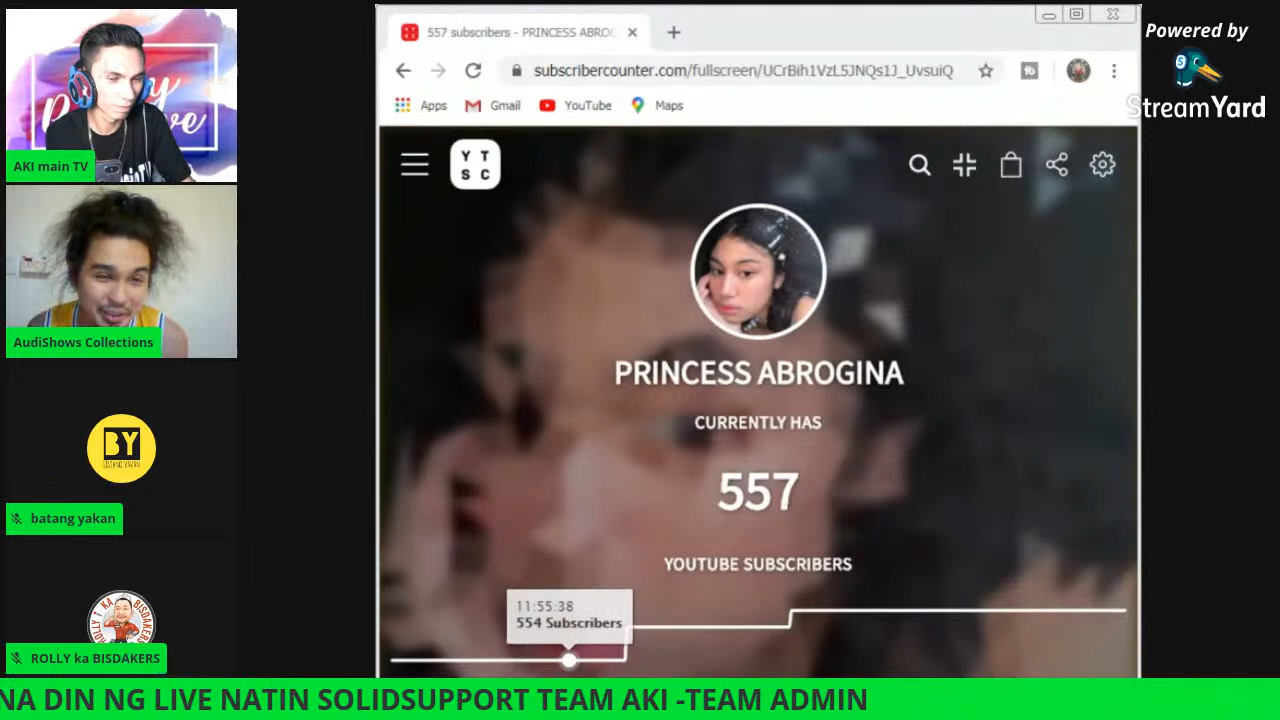 557 subscribers - PRINCESS ABROG
subscribercounter.com/fullscreen/UCrBih1VzL5JNQs1J_UvsuiQ
Apps
Gmail
YouTube
Maps
Powered by
StreamYard
AKI main TV
AudiShows Collections
BY
batang yakan
ROLLY ka BISDAKERS
YT
SC
PRINCESS ABROGINA
CURRENTLY HAS
557
YOUTUBE SUBSCRIBERS
11:55:38
554 Subscribers
NA DIN NG LIVE NATIN SOLIDSUPPORT TEAM AKI -TEAM ADMIN